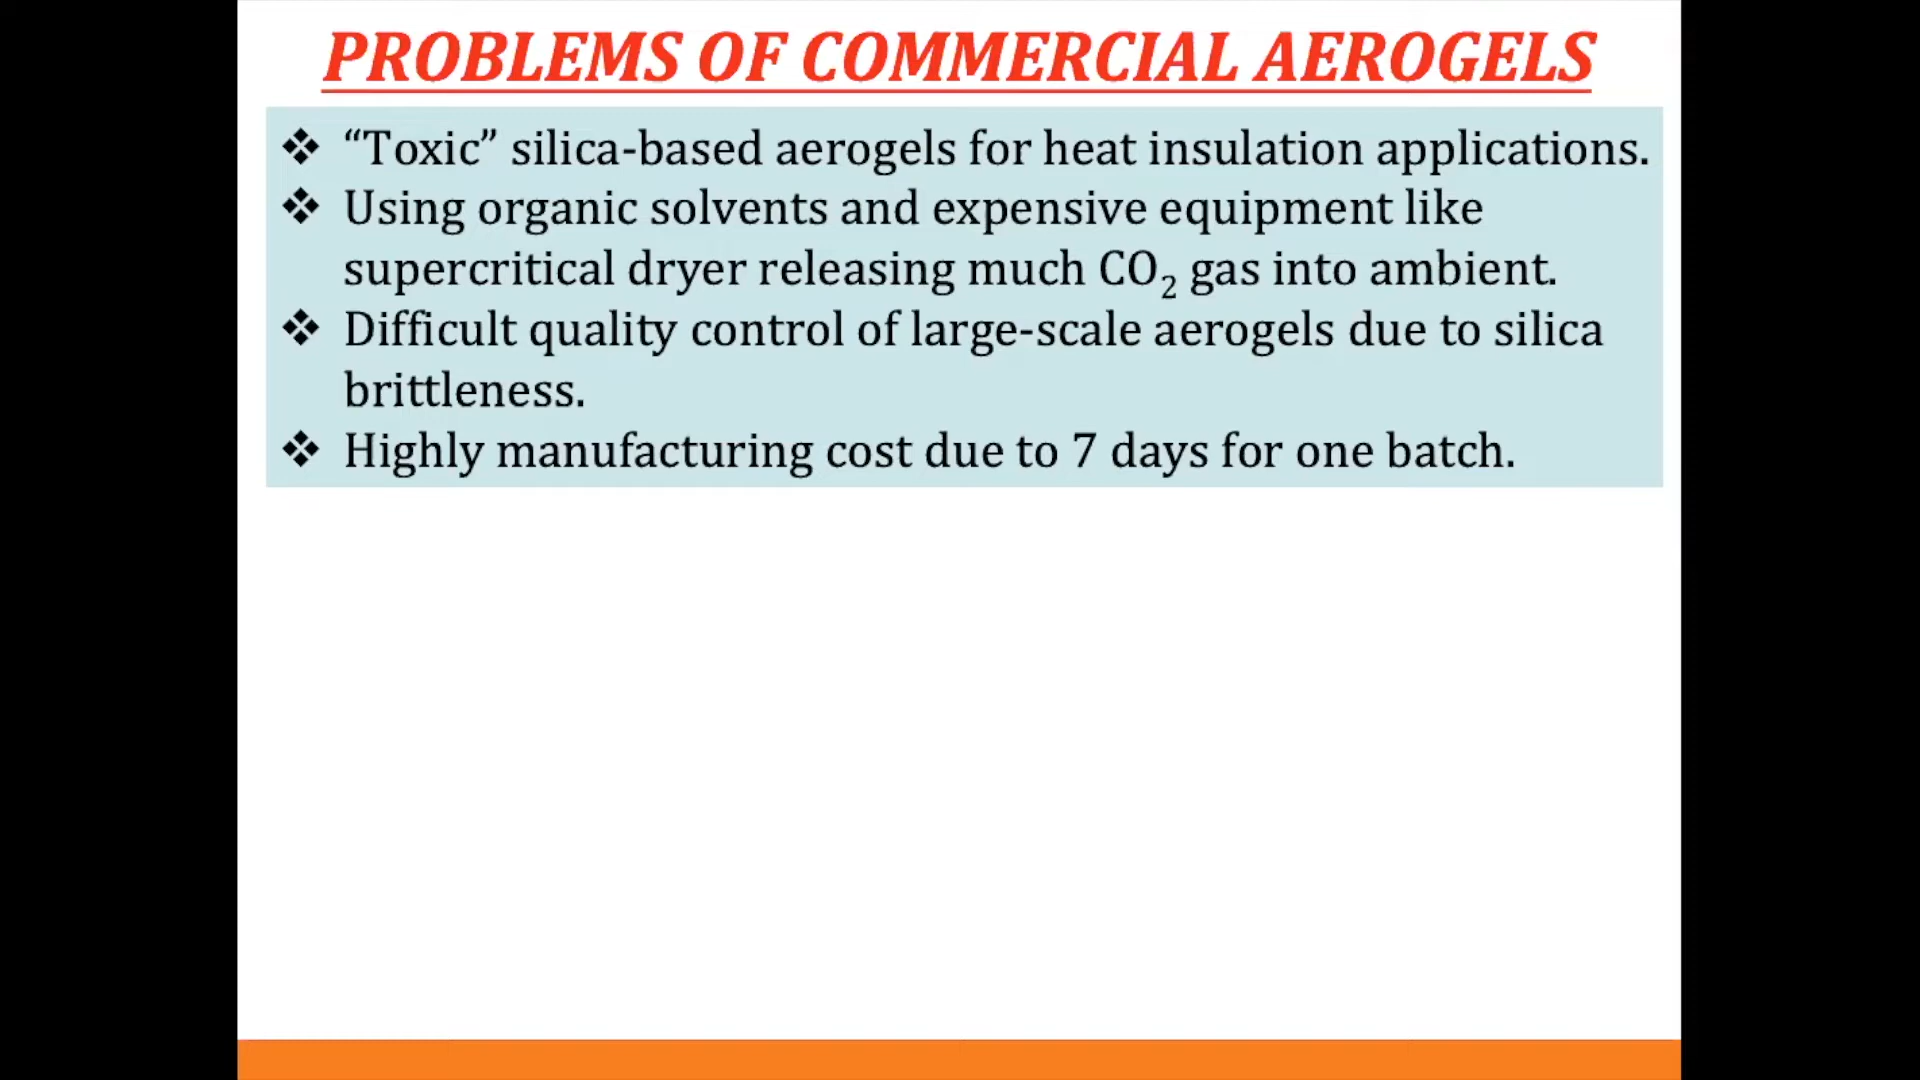 PROBLEMS OF COMMERCIAL AEROGELS
❖ “Toxic” silica-based aerogels for heat insulation applications.
❖ Using organic solvents and expensive equipment like
supercritical dryer releasing much CO₂ gas into ambient.
❖ Difficult quality control of large-scale aerogels due to silica
brittleness.
❖ Highly manufacturing cost due to 7 days for one batch.